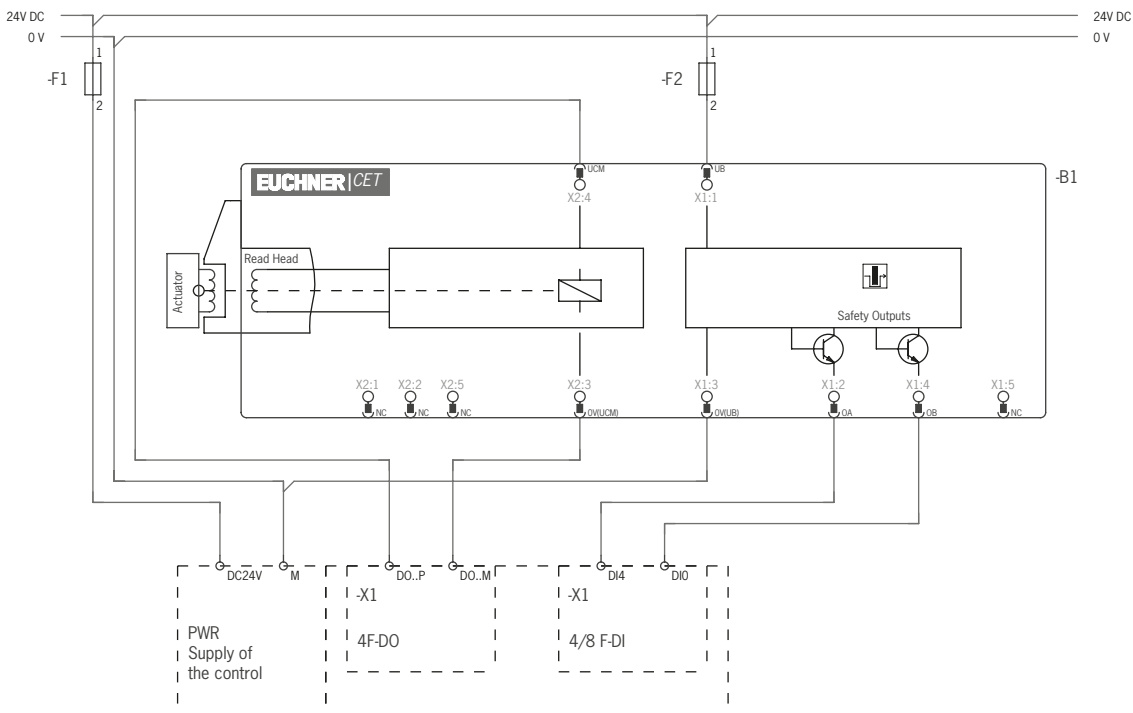 24V DC
24V DC
0 V
0 V
1
1
-F1
-F2
2
2
UCM
UB
EUCHNER | CET
-B1
X2:4
X1:1
Read Head
Actuator
Safety Outputs
X2:1
X2:2
X2:5
X2:3
X1:3
X1:2
X1:4
X1:5
NC
NC
NC
0V(UCM)
0V(UB)
OA
OB
NC
DC24V
M
DO..P
DO..M
DI4
DI0
-X1
-X1
PWR
Supply of
the control
4F-DO
4/8 F-DI